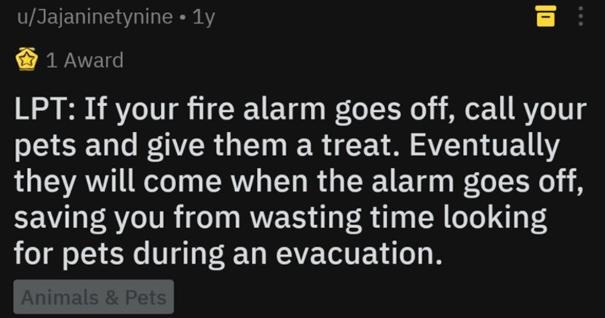 u/Jajaninetynine • 1y
1 Award
LPT: If your fire alarm goes off, call your
pets and give them a treat. Eventually
they will come when the alarm goes off,
saving you from wasting time looking
for pets during an evacuation.
Animals & Pets